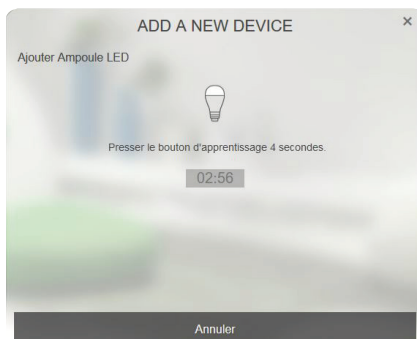 ADD A NEW DEVICE
×
Ajouter Ampoule LED
Presser le bouton d'apprentissage 4 secondes.
02:56
Annuler